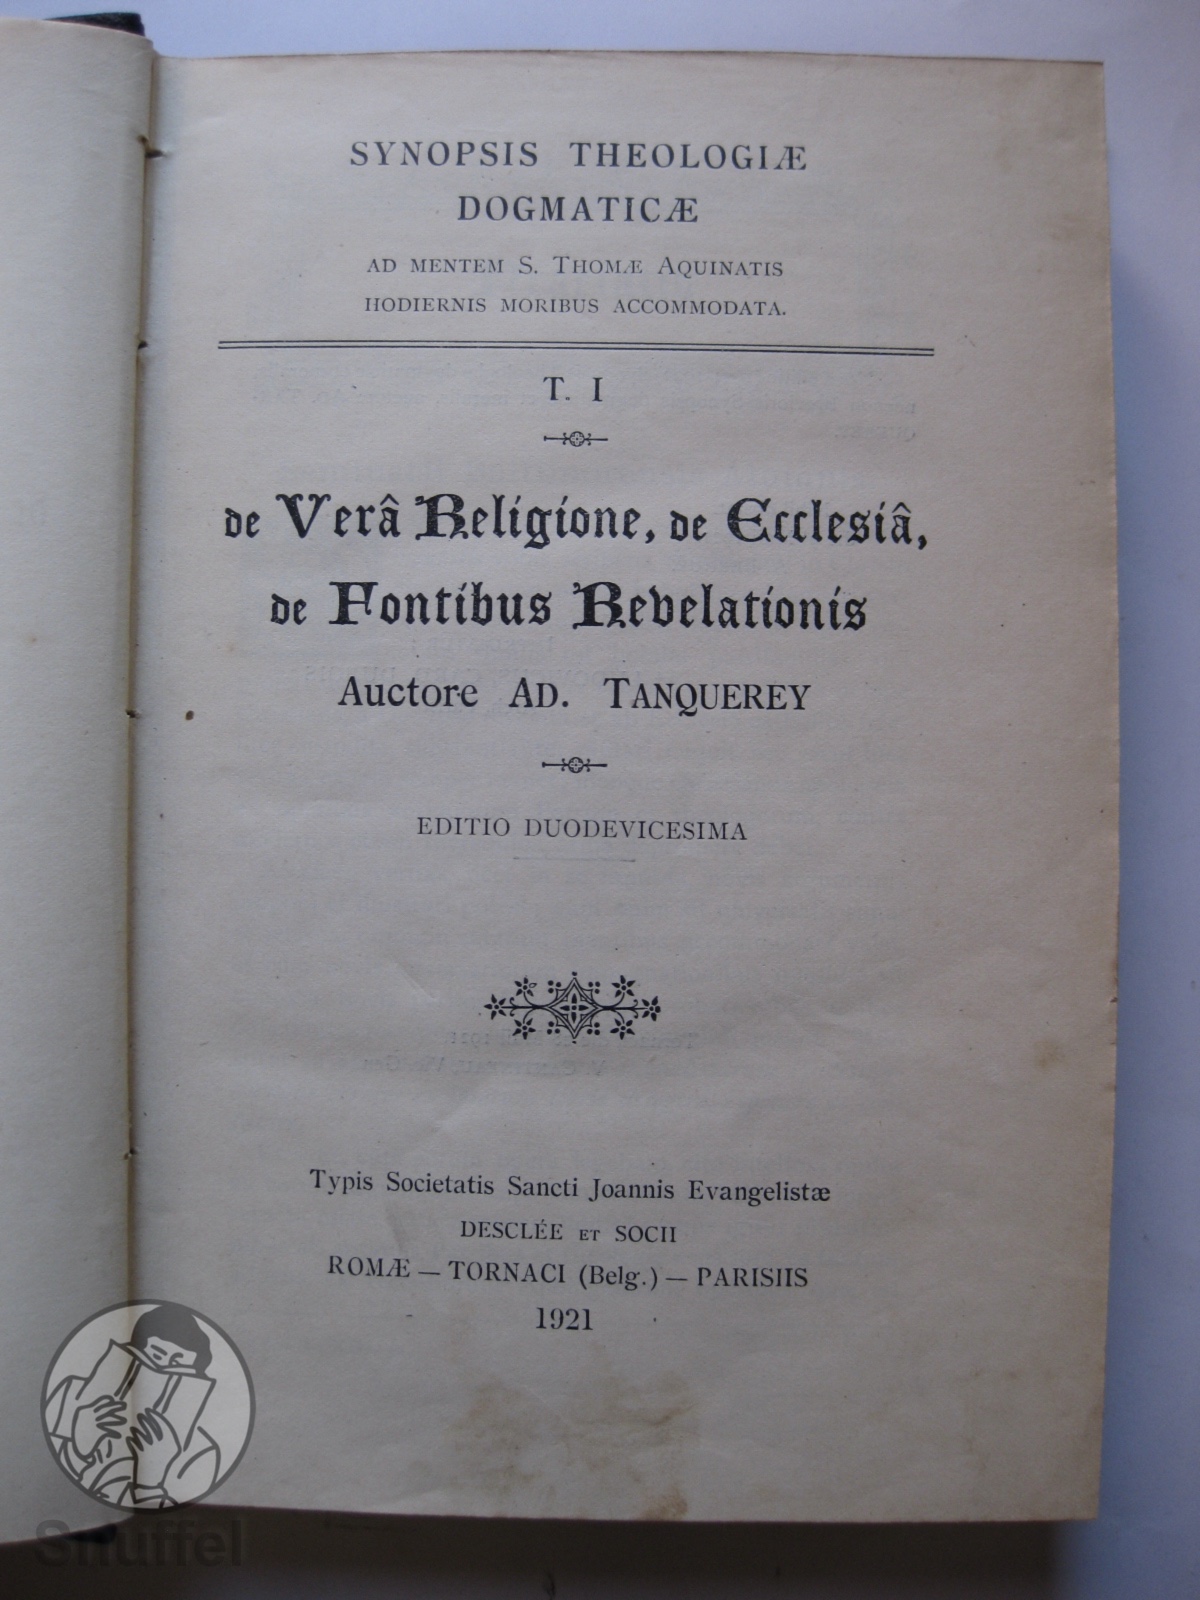 SYNOPSIS THEOLOGIÆ
DOGMATICÆ
AD MENTEM S. THOMÆ AQUINATIS
HODIERNIS MORIBUS ACCOMMODATA.
T. I
de Verâ Religione, de Ecclesiâ,
de Fontibus Revelationis
Auctore AD. TANQUEREY
EDITIO DUODEVICESIMA
Typis Societatis Sancti Joannis Evangelistæ
DESCLÉE ET SOCII
ROMÆ — TORNACI (Belg.) — PARISIIS
1921
Snuffel